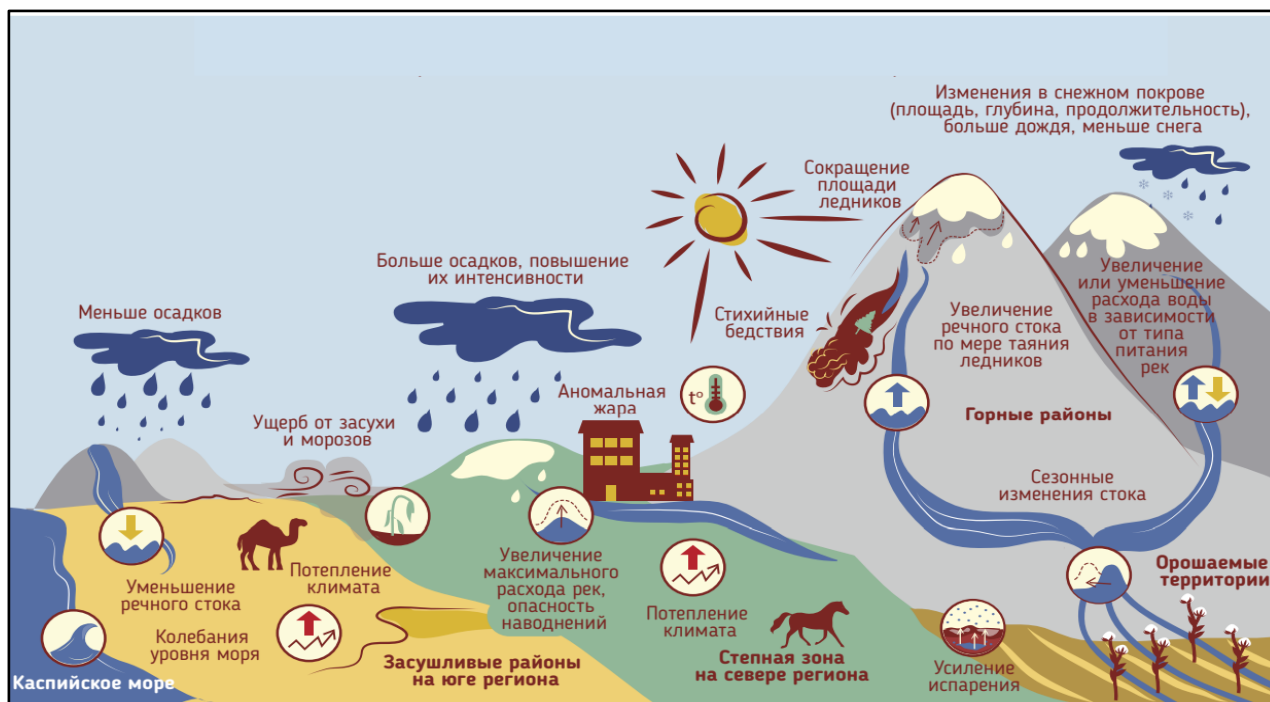 Изменения в снежном покрове
(площадь, глубина, продолжительность),
больше дождя, меньше снега
Сокращение
площади
ледников
Больше осадков, повышение
их интенсивности
Меньше осадков
Стихийные
бедствия
Увеличение
речного стока
по мере таяния
ледников
Увеличение
или уменьшение
расхода воды
в зависимости
от типа
питания
рек
Аномальная
жара
t°
Ущерб от засухи
и морозов
Горные районы
Сезонные
изменения стока
Уменьшение
речного стока
Потепление
климата
Увеличение
максимального
расхода рек,
опасность
наводнений
Потепление
климата
Орошаемые
территории
Колебания
уровня моря
Каспийское море
Засушливые районы
на юге региона
Степная зона
на севере региона
Усиление
испарения